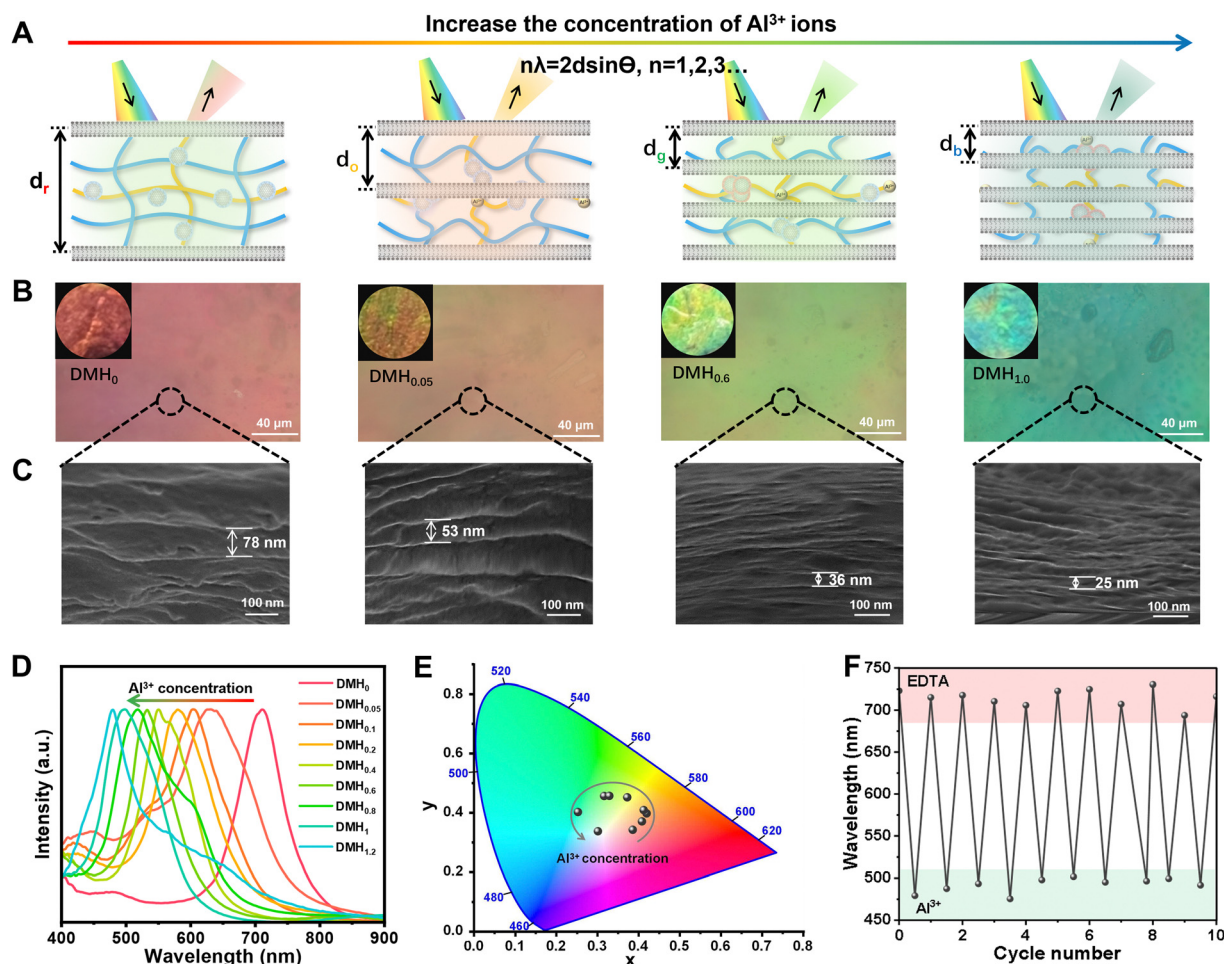 A
Increase the concentration of Al³⁺ ions
nλ=2dsinΘ, n=1,2,3...
dr
do
dg
db
Al³⁺
Al³⁺
Al³⁺
Al³⁺
Al³⁺
B
DMH₀
40 μm
DMH₀.₀₅
40 μm
DMH₀.₆
40 μm
DMH₁.₀
40 μm
C
78 nm
100 nm
53 nm
100 nm
36 nm
100 nm
25 nm
100 nm
D
Al³⁺ concentration
DMH₀
DMH₀.₀₅
DMH₀.₁
DMH₀.₂
DMH₀.₄
DMH₀.₆
DMH₀.₈
DMH₁
DMH₁.₂
Intensity (a.u.)
400 500 600 700 800 900
Wavelength (nm)
E
y
0.8
0.6
0.4
0.2
0.0
520
540
560
580
600
620
500
480
460
Al³⁺ concentration
0.0 0.1 0.2 0.3 0.4 0.5 0.6 0.7 0.8
x
F
Wavelength (nm)
750
700
650
600
550
500
450
EDTA
Al³⁺
0 2 4 6 8 10
Cycle number